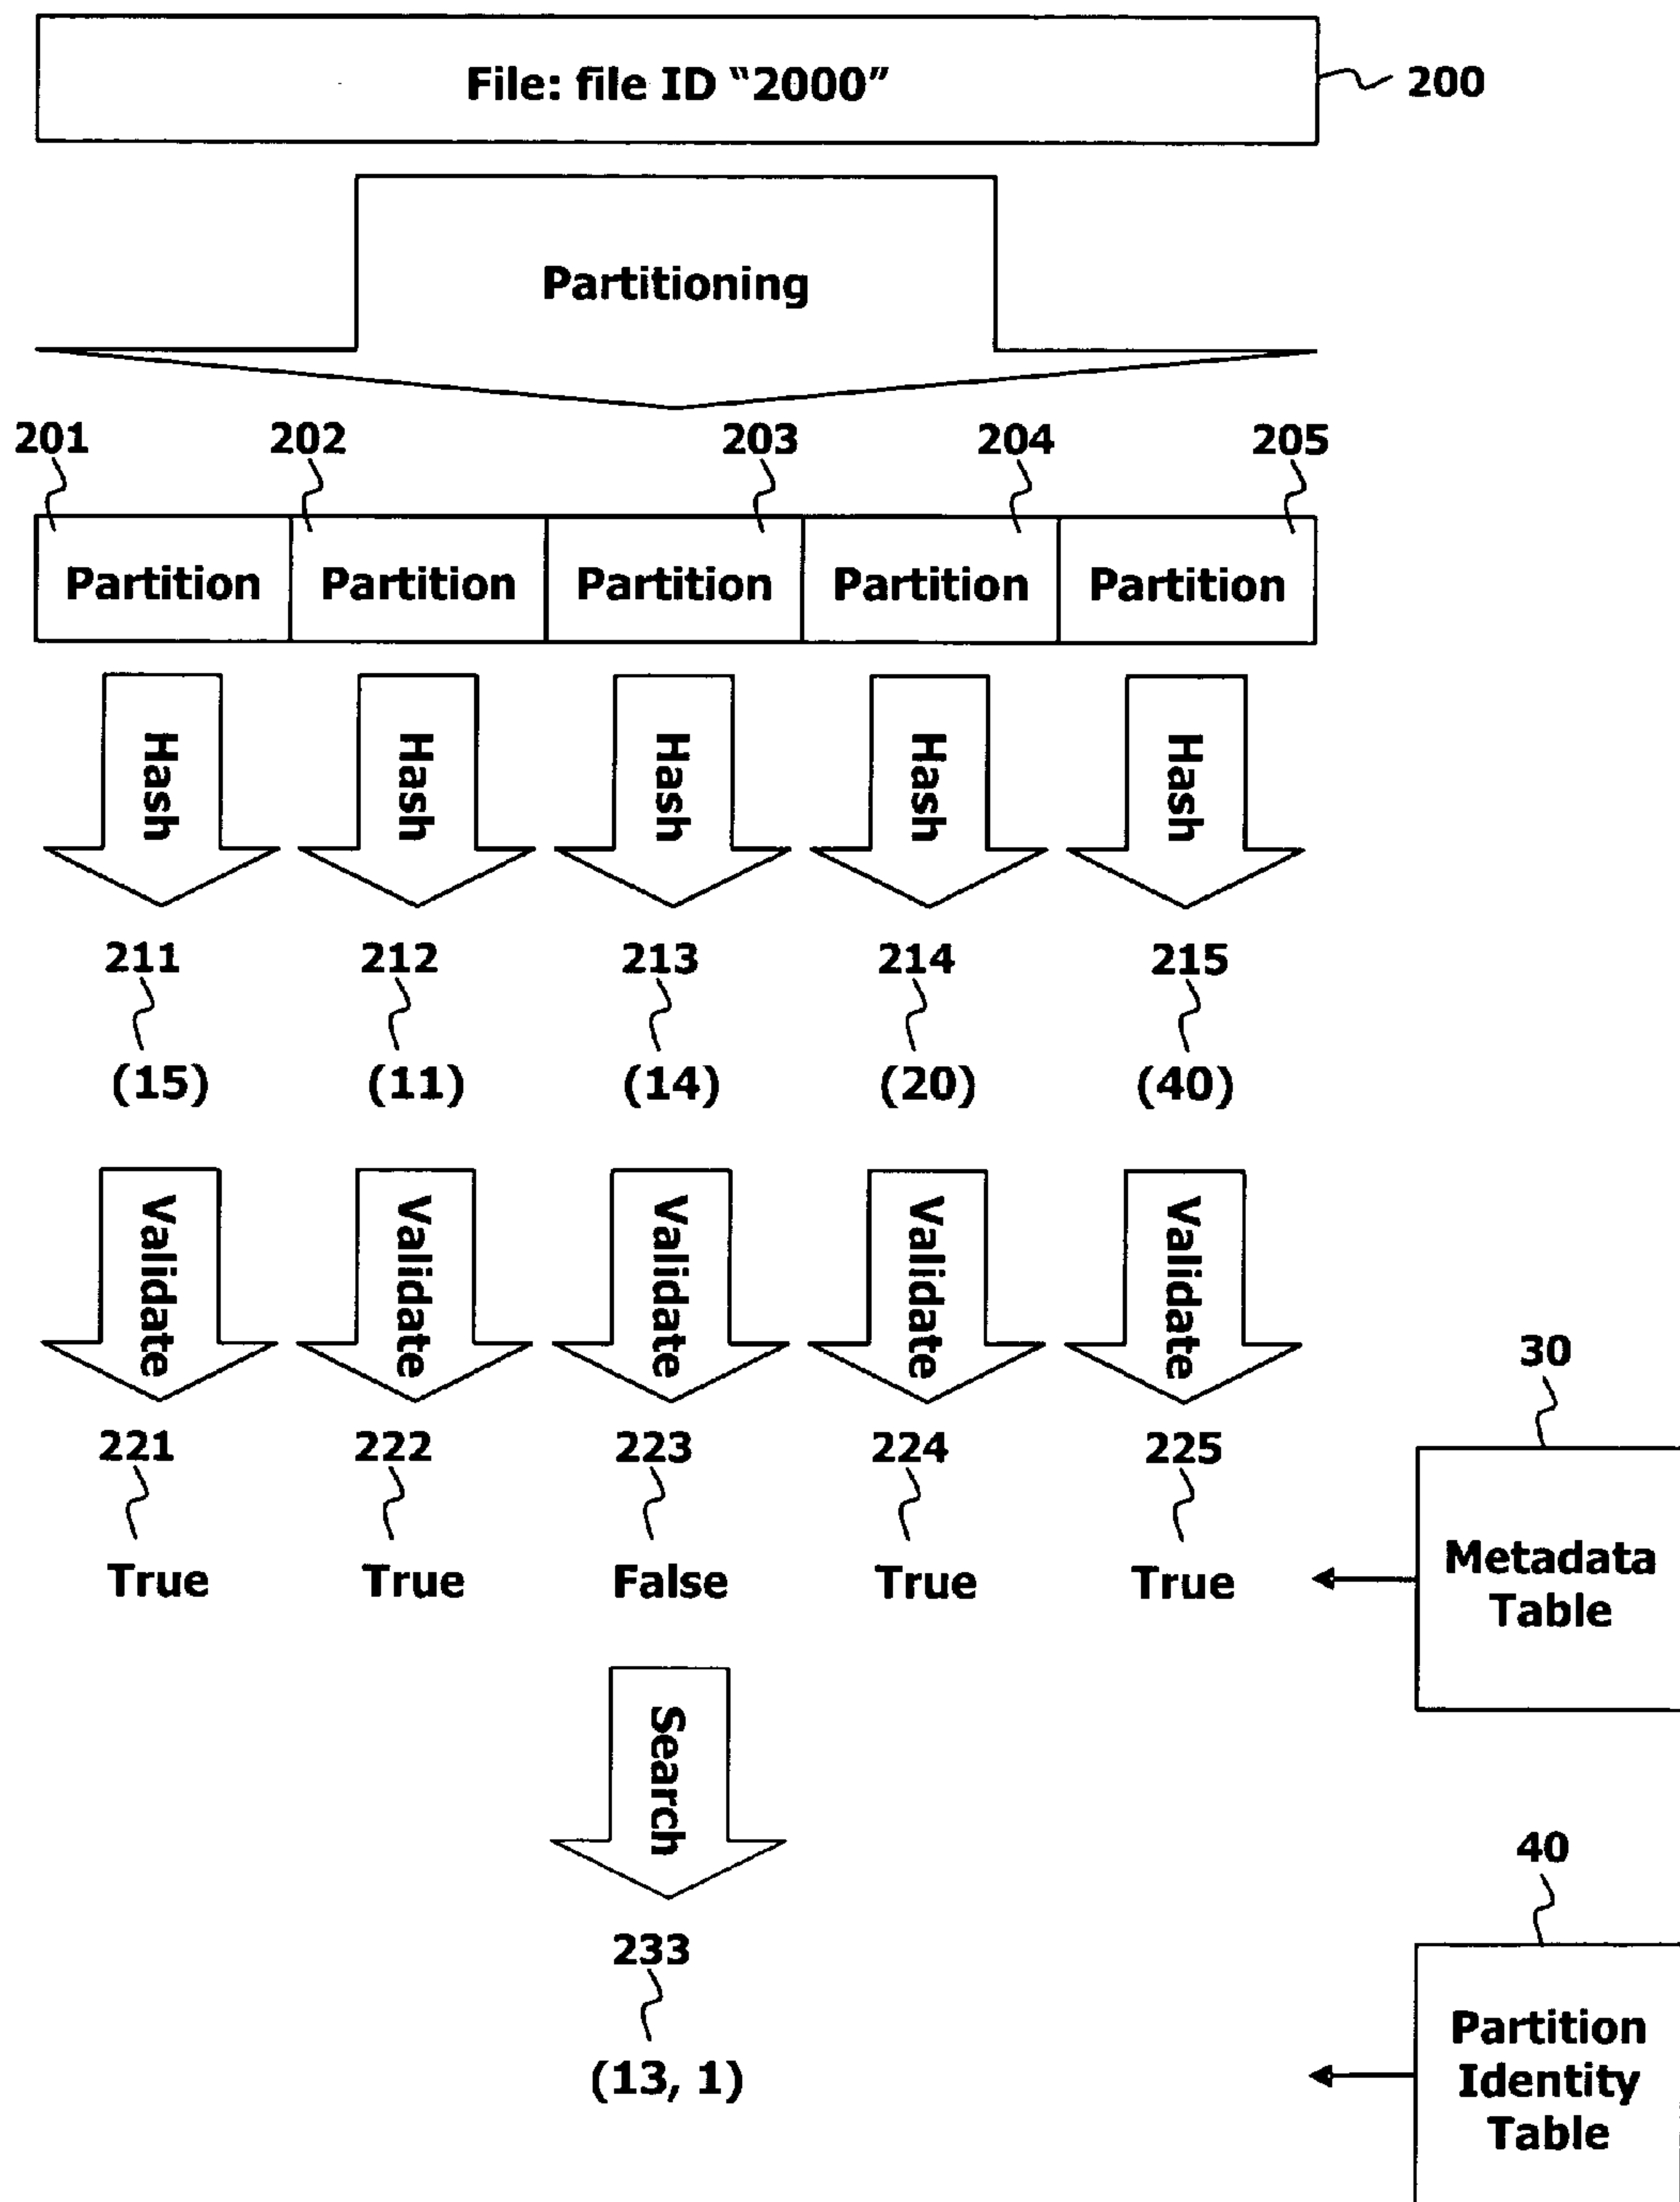 File: file ID “2000”
200
Partitioning
201 202 203 204 205
Partition Partition Partition Partition Partition
Hash Hash Hash Hash Hash
211 212 213 214 215
(15) (11) (14) (20) (40)
Validate Validate Validate Validate Validate
30
221 222 223 224 225
True True False True True
Metadata
Table
Search
40
233
(13, 1)
Partition
Identity
Table